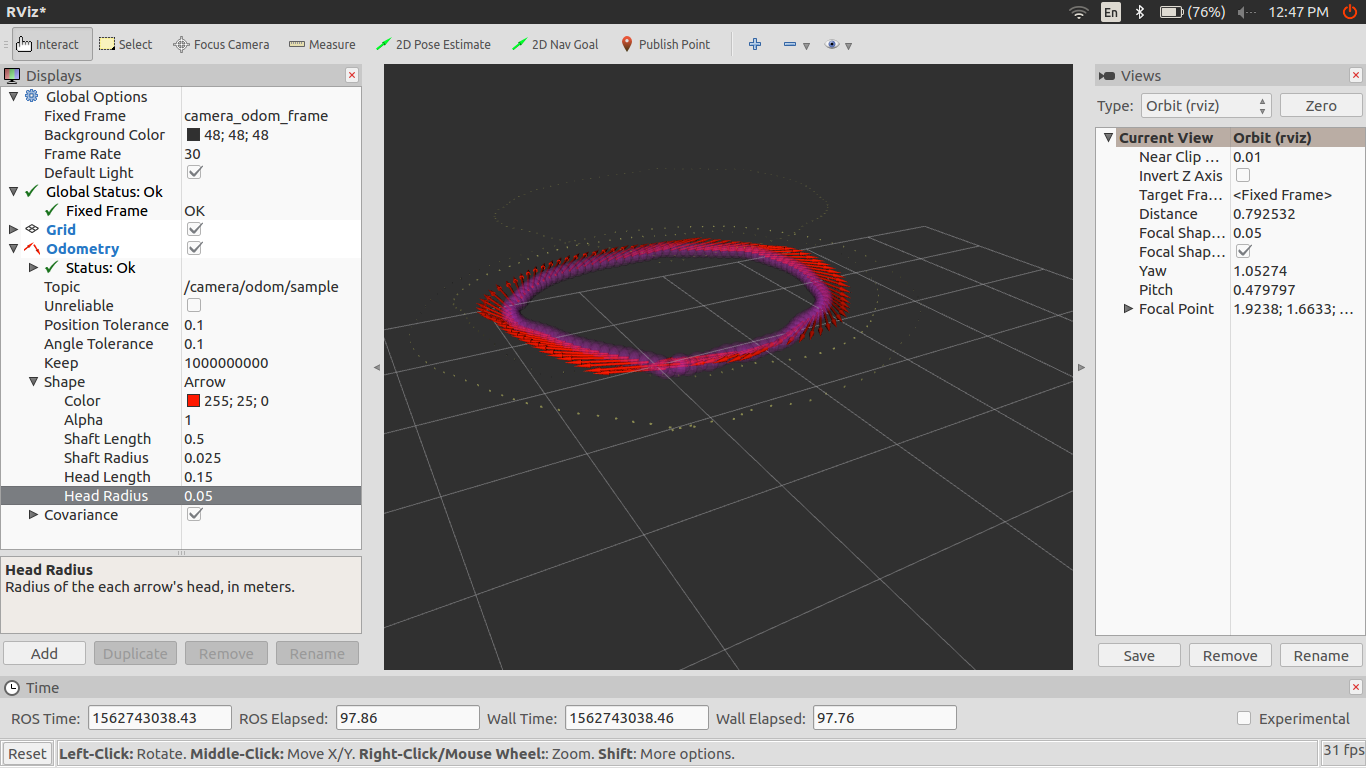 RViz*
En
(76%)
12:47 PM
Interact
Select
Focus Camera
Measure
2D Pose Estimate
2D Nav Goal
Publish Point
Displays
Global Options
Fixed Frame camera_odom_frame
Background Color 48; 48; 48
Frame Rate 30
Default Light
Global Status: Ok
Fixed Frame OK
Grid
Odometry
Status: Ok
Topic /camera/odom/sample
Unreliable
Position Tolerance 0.1
Angle Tolerance 0.1
Keep 1000000000
Shape Arrow
Color 255; 25; 0
Alpha 1
Shaft Length 0.5
Shaft Radius 0.025
Head Length 0.15
Head Radius 0.05
Covariance
Head Radius
Radius of the each arrow's head, in meters.
Add
Duplicate
Remove
Rename
Views
Type: Orbit (rviz) Zero
Current View Orbit (rviz)
Near Clip ... 0.01
Invert Z Axis
Target Fra... <Fixed Frame>
Distance 0.792532
Focal Shap... 0.05
Focal Shap...
Yaw 1.05274
Pitch 0.479797
Focal Point 1.9238; 1.6633; ...
Save
Remove
Rename
Time
ROS Time: 1562743038.43 ROS Elapsed: 97.86 Wall Time: 1562743038.46 Wall Elapsed: 97.76 Experimental
Reset Left-Click: Rotate. Middle-Click: Move X/Y. Right-Click/Mouse Wheel:: Zoom. Shift: More options. 31 fps